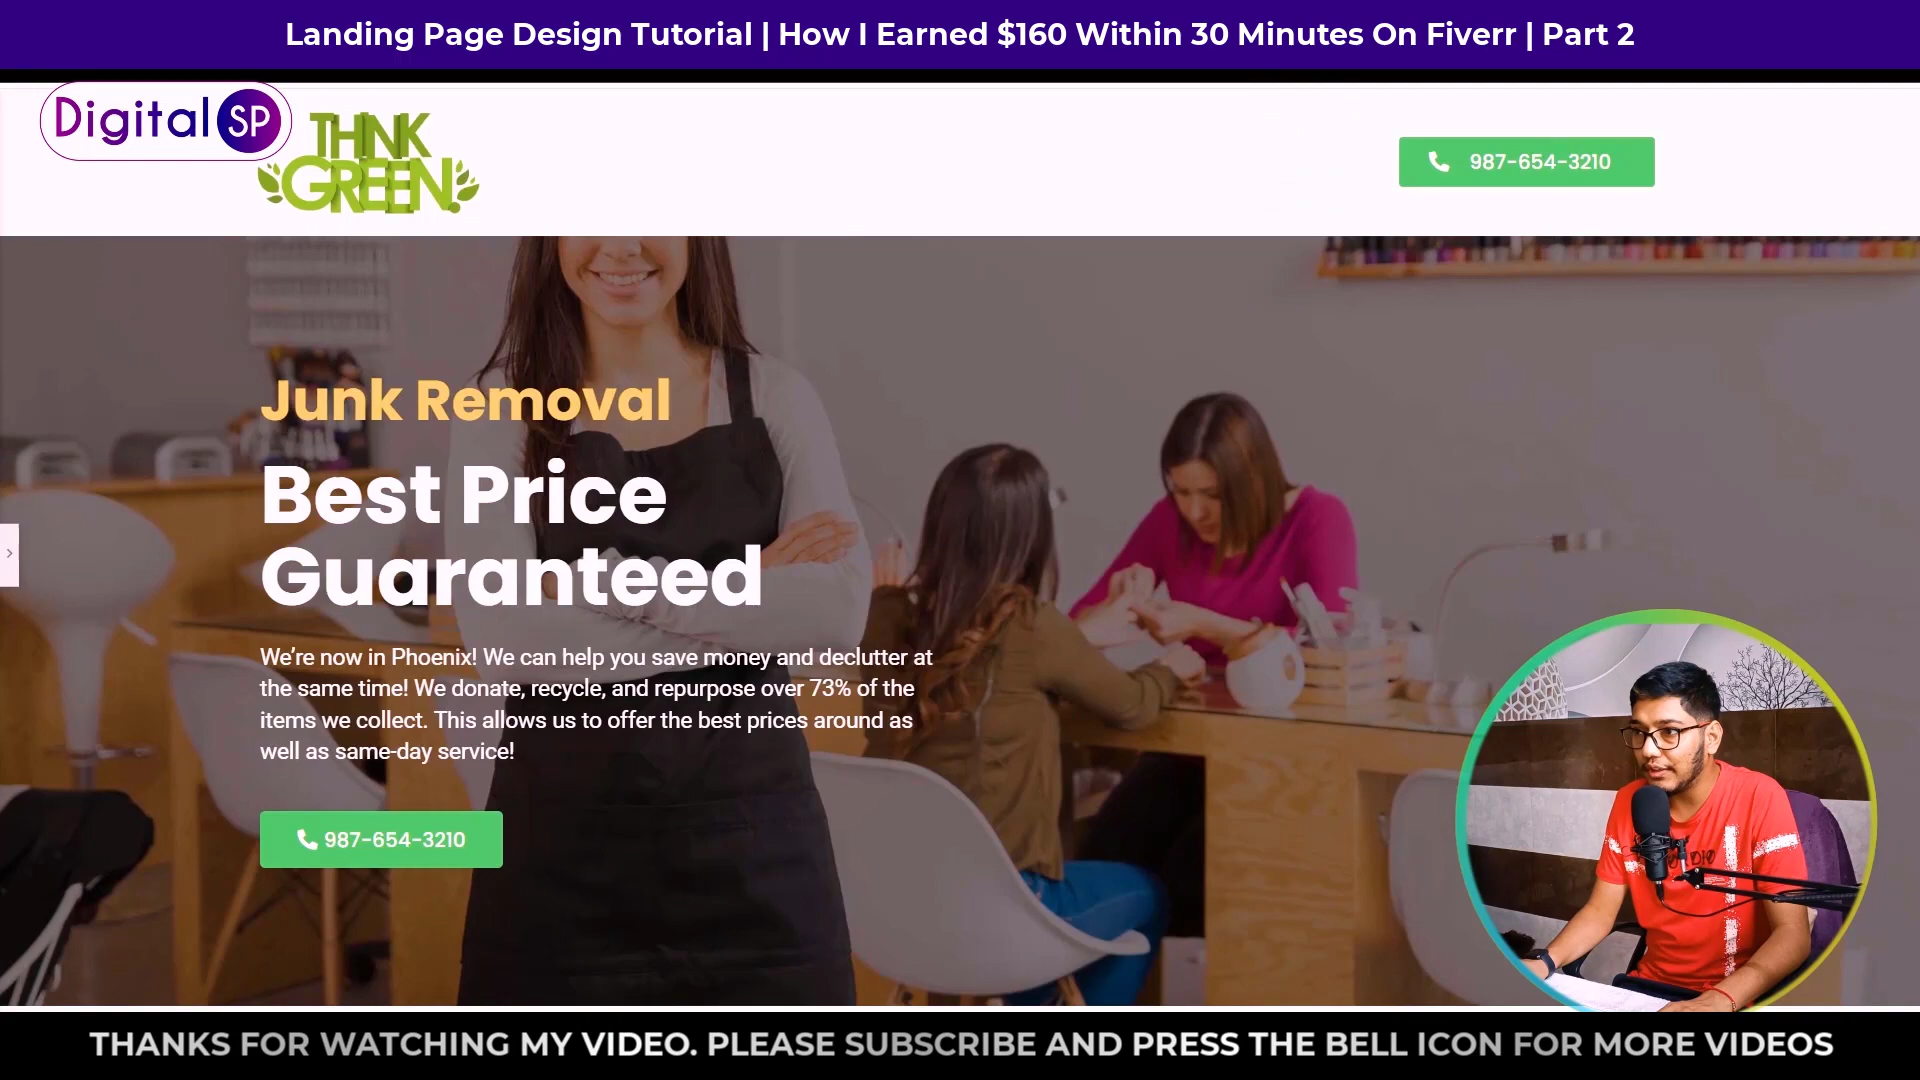 Landing Page Design Tutorial | How I Earned $160 Within 30 Minutes On Fiverr | Part 2
Digital SP
THINK
GREEN.
987-654-3210
Junk Removal
Best Price
Guaranteed
We’re now in Phoenix! We can help you save money and declutter at
the same time! We donate, recycle, and repurpose over 73% of the
items we collect. This allows us to offer the best prices around as
well as same-day service!
987-654-3210
THANKS FOR WATCHING MY VIDEO. PLEASE SUBSCRIBE AND PRESS THE BELL ICON FOR MORE VIDEOS